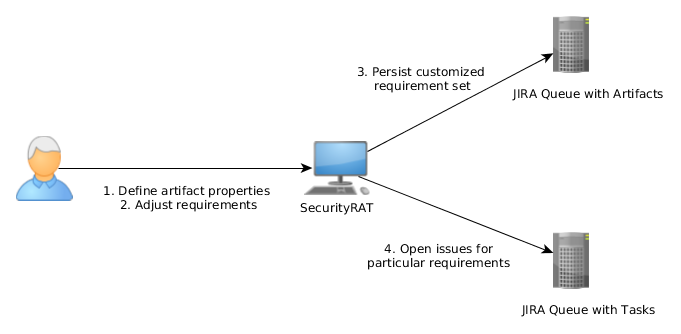 3. Persist customized
requirement set
JIRA Queue with Artifacts
1. Define artifact properties
2. Adjust requirements
SecurityRAT
4. Open issues for
particular requirements
JIRA Queue with Tasks